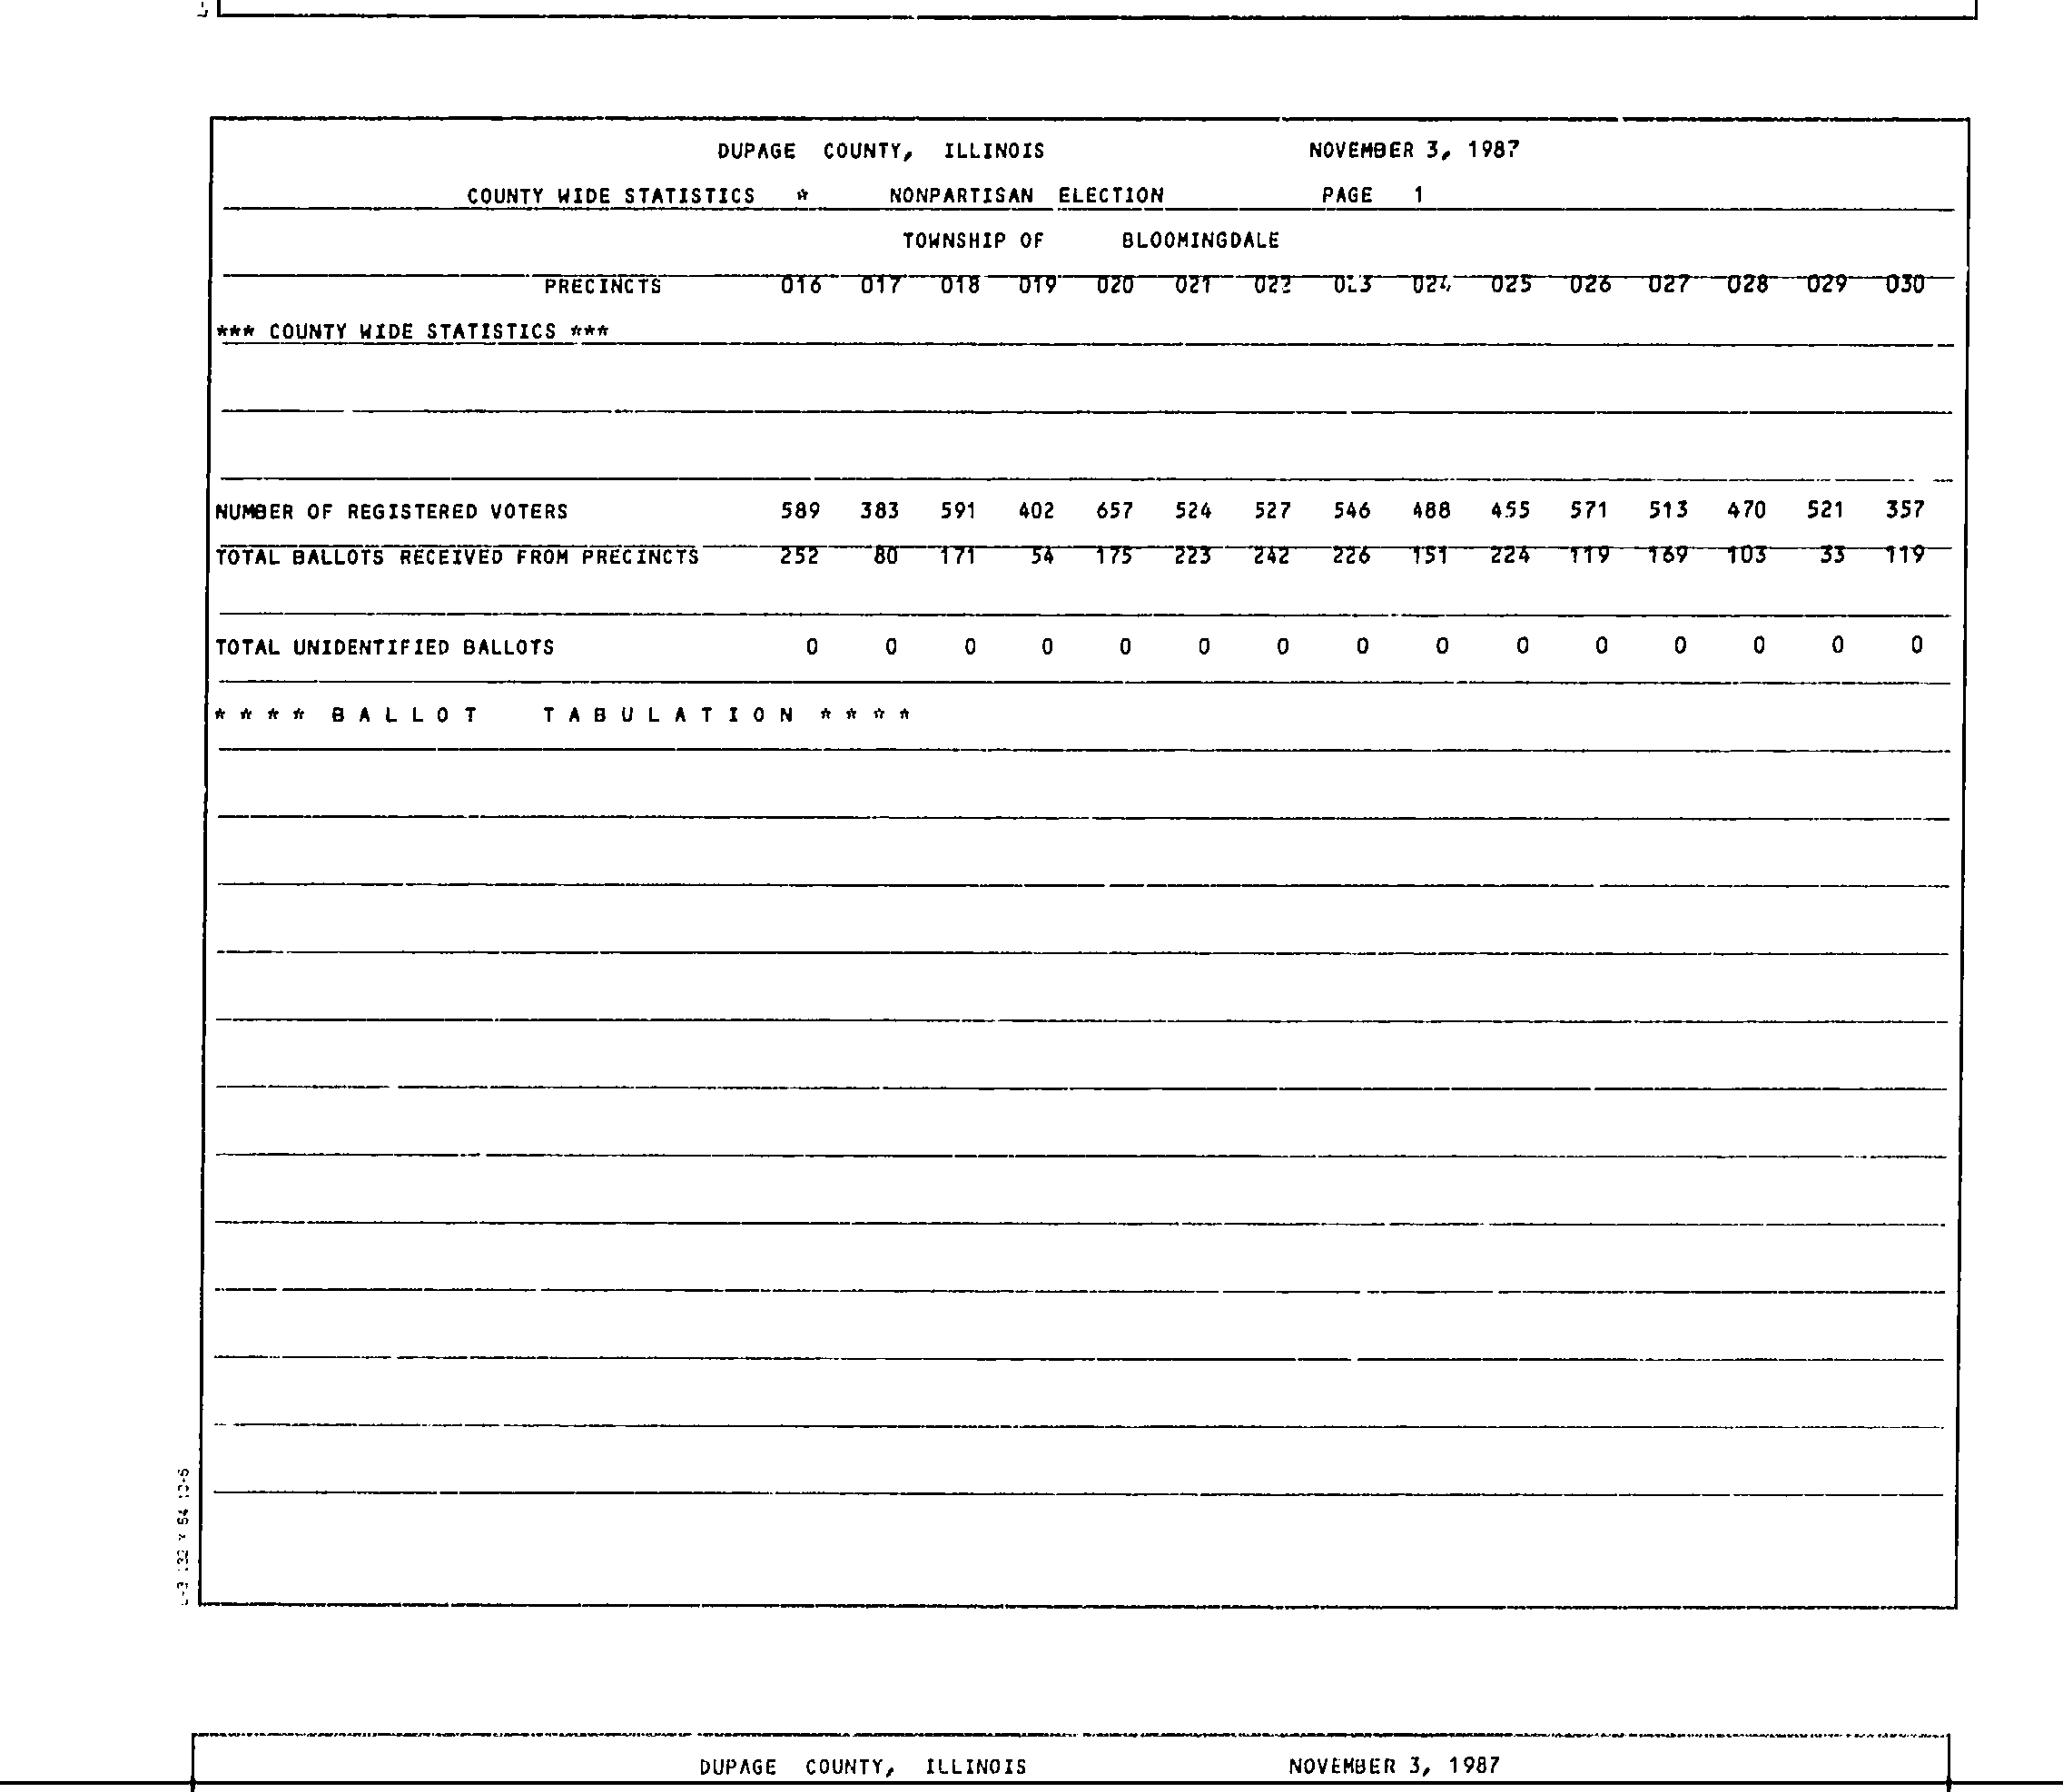 DUPAGE COUNTY, ILLINOIS NOVEMBER 3, 1987
COUNTY WIDE STATISTICS * NONPARTISAN ELECTION PAGE 1
TOWNSHIP OF BLOOMINGDALE
PRECINCTS 016 017 018 019 020 021 022 023 024 025 026 027 028 029 030
*** COUNTY WIDE STATISTICS ***
NUMBER OF REGISTERED VOTERS 589 383 591 402 657 524 527 546 488 455 571 513 470 521 357
TOTAL BALLOTS RECEIVED FROM PRECINCTS 252 80 171 54 175 223 242 226 151 224 119 169 103 33 119
TOTAL UNIDENTIFIED BALLOTS 0 0 0 0 0 0 0 0 0 0 0 0 0 0 0
* * * * B A L L O T T A B U L A T I O N * * * *
DUPAGE COUNTY, ILLINOIS NOVEMBER 3, 1987